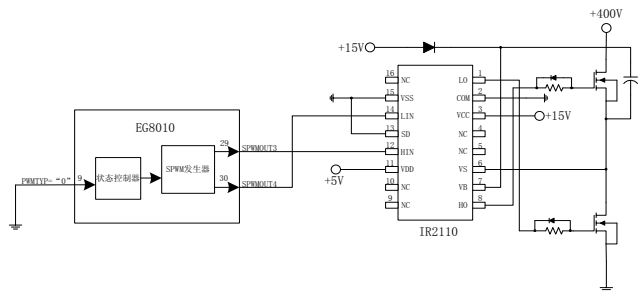 +400V
+15V
16 NC LO 1
15 VSS COM 2
14 LIN VCC 3
+15V
13 SD NC 4
12 HIN NC 5
11 VDD VS 6
+5V
10 NC VB 7
9 NC HO 8
IR2110
EG8010
29 SPWMOUT3
状态控制器
SPWM发生器
PWMTYP=“0” 9
30 SPWMOUT4